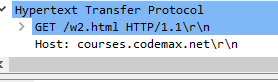 Hypertext Transfer Protocol
GET /w2.html HTTP/1.1\r\n
Host: courses.codemax.net\r\n